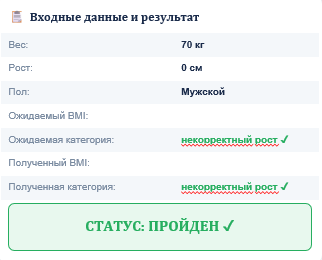 Входные данные и результат
Вес: 70 кг
Рост: 0 см
Пол: Мужской
Ожидаемый BMI:
Ожидаемая категория: некорректный рост ✓
Полученный BMI:
Полученная категория: некорректный рост ✓
СТАТУС: ПРОЙДЕН ✓